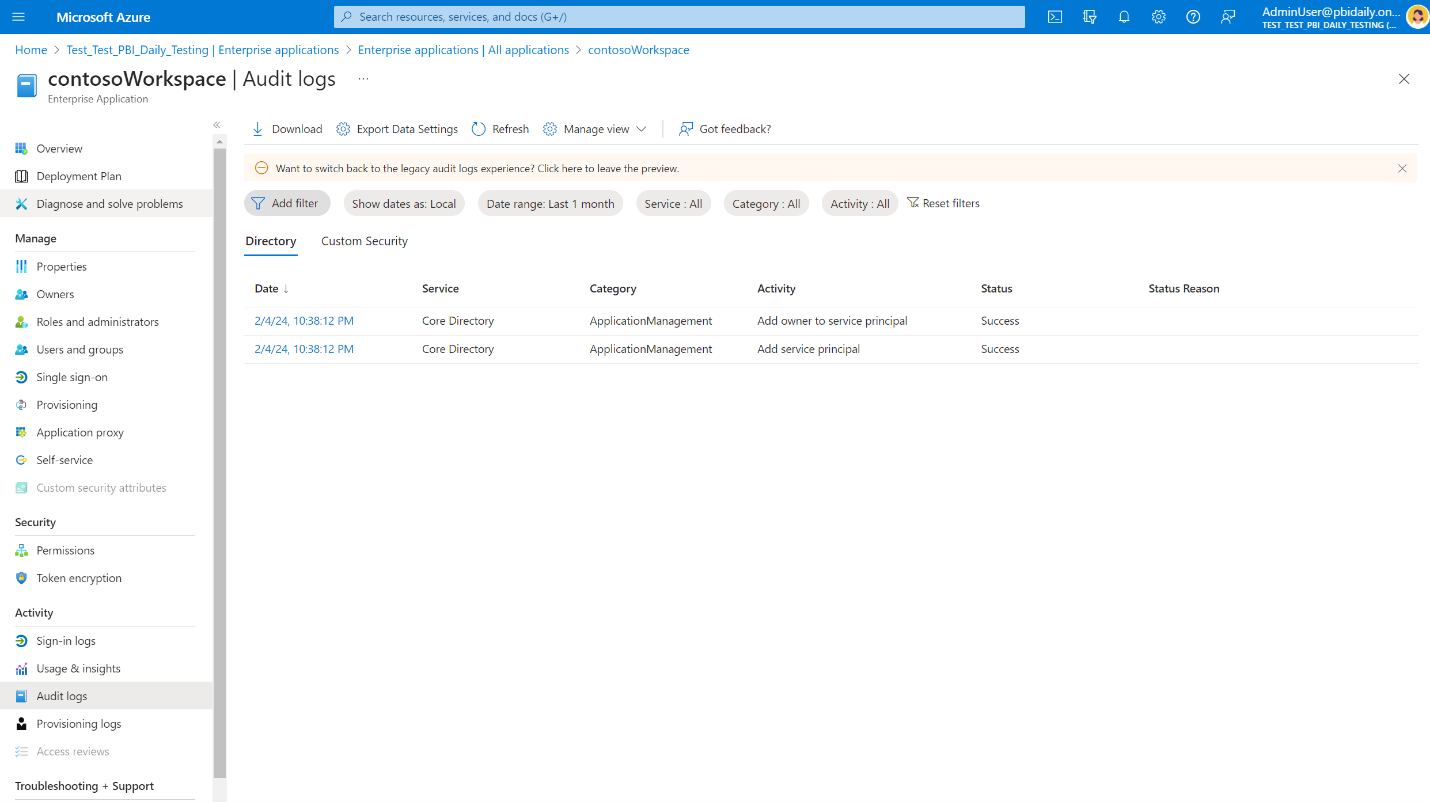 Microsoft Azure
Search resources, services, and docs (G+/)
AdminUser@pbidaily.on...
TEST_TEST_PBI_DAILY_TESTING (...
Home > Test_Test_PBI_Daily_Testing | Enterprise applications > Enterprise applications | All applications > contosoWorkspace
contosoWorkspace | Audit logs ...
Enterprise Application
Overview
Deployment Plan
Diagnose and solve problems
Manage
Properties
Owners
Roles and administrators
Users and groups
Single sign-on
Provisioning
Application proxy
Self-service
Custom security attributes
Security
Permissions
Token encryption
Activity
Sign-in logs
Usage & insights
Audit logs
Provisioning logs
Access reviews
Troubleshooting + Support
Download Export Data Settings Refresh Manage view Got feedback?
Want to switch back to the legacy audit logs experience? Click here to leave the preview.
Add filter Show dates as: Local Date range: Last 1 month Service : All Category : All Activity : All Reset filters
Directory Custom Security
Date ↓ Service Category Activity Status Status Reason
2/4/24, 10:38:12 PM Core Directory ApplicationManagement Add owner to service principal Success
2/4/24, 10:38:12 PM Core Directory ApplicationManagement Add service principal Success